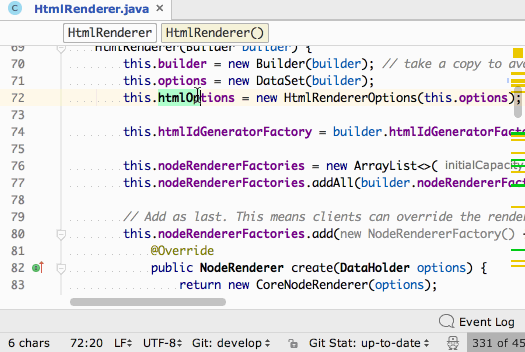 HtmlRenderer.java ×
HtmlRenderer HtmlRenderer()
69 HtmlRenderer(Builder builder) {
70 this.builder = new Builder(builder); // take a copy to
71 this.options = new DataSet(builder);
72 this.htmlOptions = new HtmlRendererOptions(this.options);
73
74 this.htmlIdGeneratorFactory = builder.htmlIdGeneratorFac
75
76 this.nodeRendererFactories = new ArrayList<>( initialCapacity
77 this.nodeRendererFactories.addAll(builder.nodeRendererFact
78
79 // Add as last. This means clients can override the rende
80 this.nodeRendererFactories.add(new NodeRendererFactory() {
81 @Override
82 public NodeRenderer create(DataHolder options) {
83 return new CoreNodeRenderer(options);
Event Log
6 chars 72:20 LF UTF-8 Git: develop Git Stat: up-to-date 331 of 45